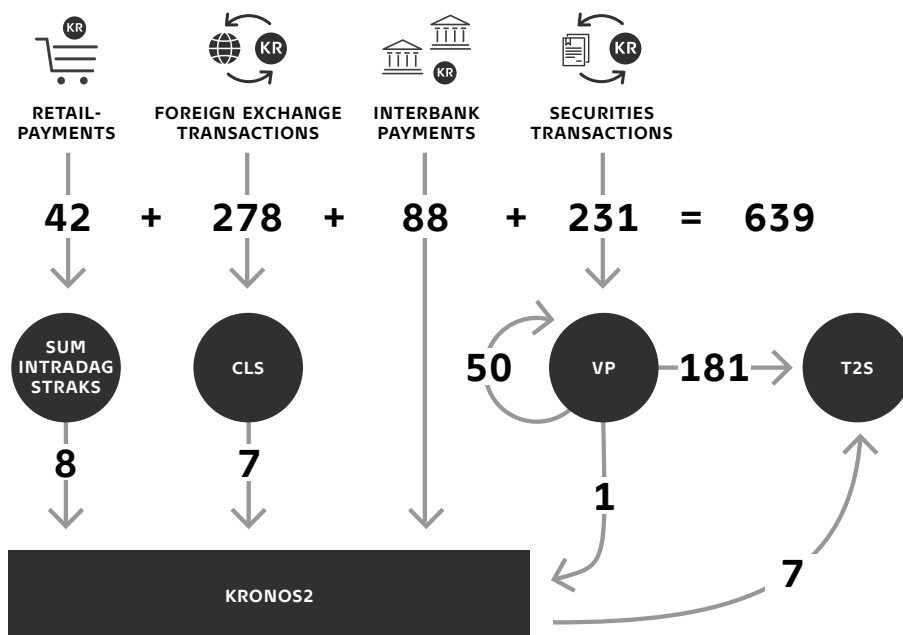 KR
KR
KR
KR
RETAIL-
PAYMENTS
FOREIGN EXCHANGE
TRANSACTIONS
INTERBANK
PAYMENTS
SECURITIES
TRANSACTIONS
42 + 278 + 88 + 231 = 639
SUM
INTRADAG
STRAKS
CLS
50
VP
181
T2S
8
7
1
7
KRONOS2